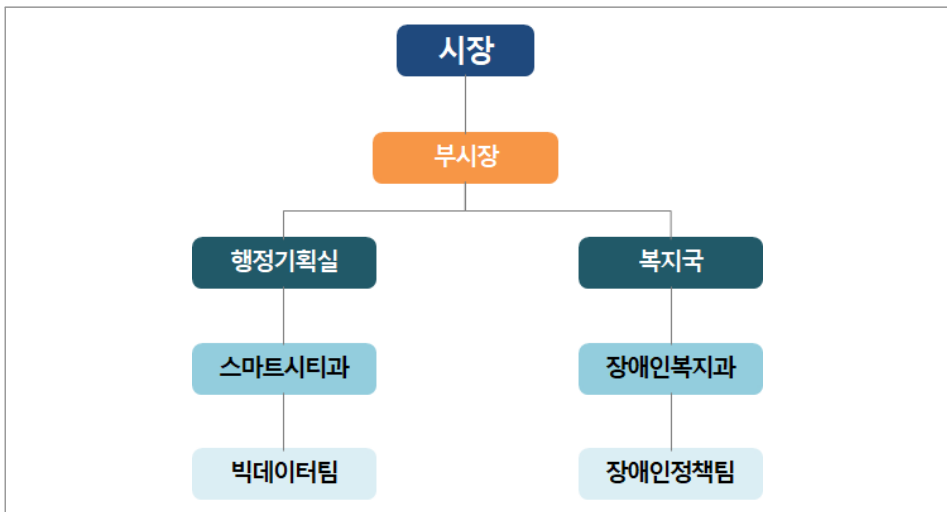 시장
부시장
행정기획실
복지국
스마트시티과
장애인복지과
빅데이터팀
장애인정책팀